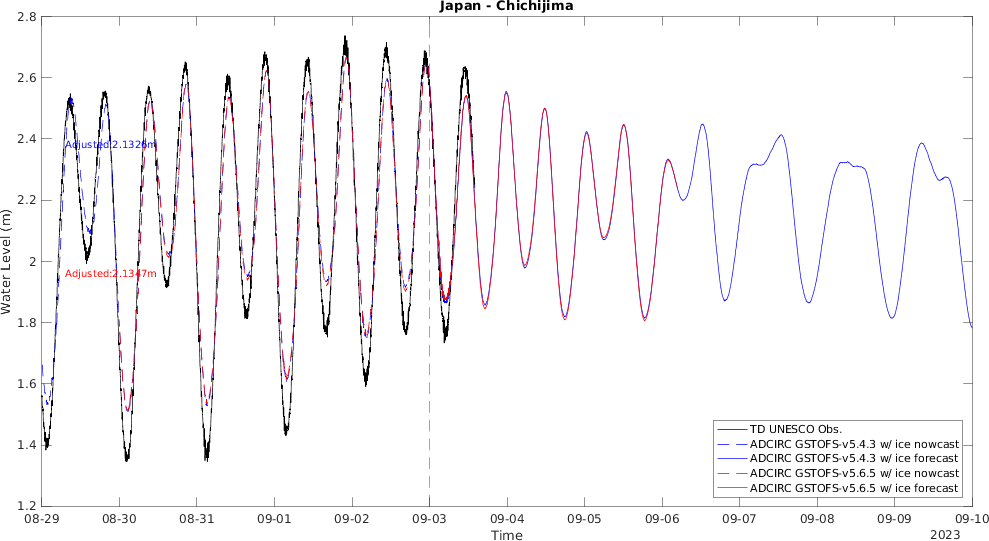 Japan - Chichijima
Water Level (m)
2.8
2.6
2.4
2.2
2
1.8
1.6
1.4
1.2
Adjusted:2.1326m
Adjusted:2.1347m
TD UNESCO Obs.
ADCIRC GSTOFS-v5.4.3 w/ ice nowcast
ADCIRC GSTOFS-v5.4.3 w/ ice forecast
ADCIRC GSTOFS-v5.6.5 w/ ice nowcast
ADCIRC GSTOFS-v5.6.5 w/ ice forecast
08-29 08-30 08-31 09-01 09-02 09-03 09-04 09-05 09-06 09-07 09-08 09-09 09-10
Time
2023